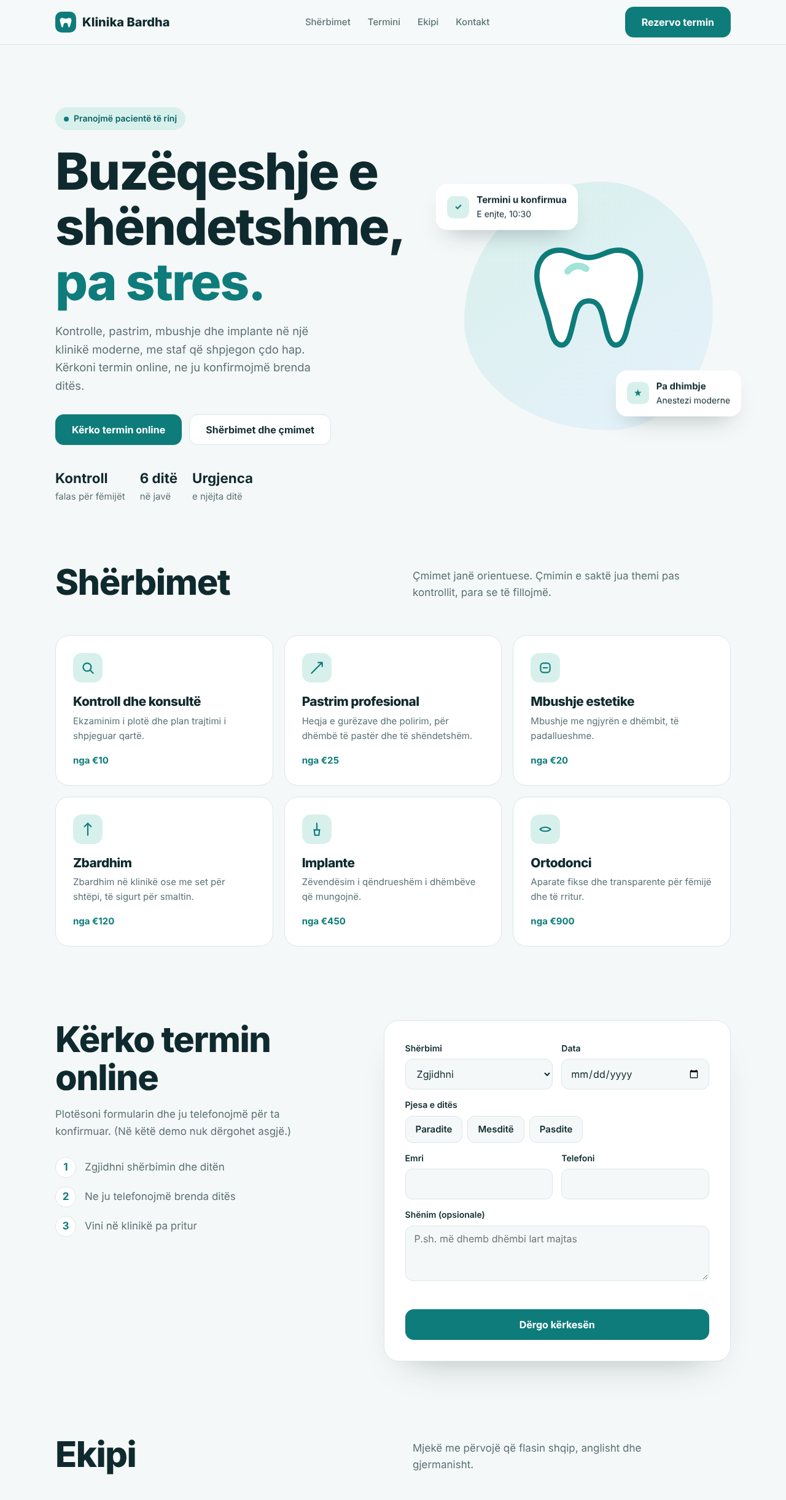 Klinika Bardha
Shërbimet
Termini
Ekipi
Kontakt
Rezervo termin
Pranojmë pacientë të rinj
Buzëqeshje e
shëndetshme,
pa stres.
Kontrolle, pastrim, mbushje dhe implante në një
klinikë moderne, me staf që shpjegon çdo hap.
Kërkoni termin online, ne ju konfirmojmë brenda
ditës.
Kërko termin online
Shërbimet dhe çmimet
Kontroll
falas për fëmijët
6 ditë
në javë
Urgjenca
e njëjta ditë
Termini u konfirmua
E enjte, 10:30
Pa dhimbje
Anestezi moderne
Shërbimet
Çmimet janë orientuese. Çmimin e saktë jua themi pas
kontrollit, para se të fillojmë.
Kontroll dhe konsultë
Ekzaminim i plotë dhe plan trajtimi i
shpjeguar qartë.
nga €10
Pastrim profesional
Heqja e gurëzave dhe polirim, për
dhëmbë të pastër dhe të shëndetshëm.
nga €25
Mbushje estetike
Mbushje me ngjyrën e dhëmbit, të
padallueshme.
nga €20
Zbardhim
Zbardhim në klinikë ose me set për
shtëpi, të sigurt për smaltin.
nga €120
Implante
Zëvendësim i qëndrueshëm i dhëmbëve
që mungojnë.
nga €450
Ortodonci
Aparate fikse dhe transparente për fëmijë
dhe të rritur.
nga €900
Kërko termin
online
Plotësoni formularin dhe ju telefonojmë për ta
konfirmuar. (Në këtë demo nuk dërgohet asgjë.)
1 Zgjidhni shërbimin dhe ditën
2 Ne ju telefonojmë brenda ditës
3 Vini në klinikë pa pritur
Shërbimi
Zgjidhni
Data
mm/dd/yyyy
Pjesa e ditës
Paradite
Mesditë
Pasdite
Emri
Telefoni
Shënim (opsionale)
P.sh. më dhemb dhëmbi lart majtas
Dërgo kërkesën
Ekipi
Mjekë me përvojë që flasin shqip, anglisht dhe
gjermanisht.